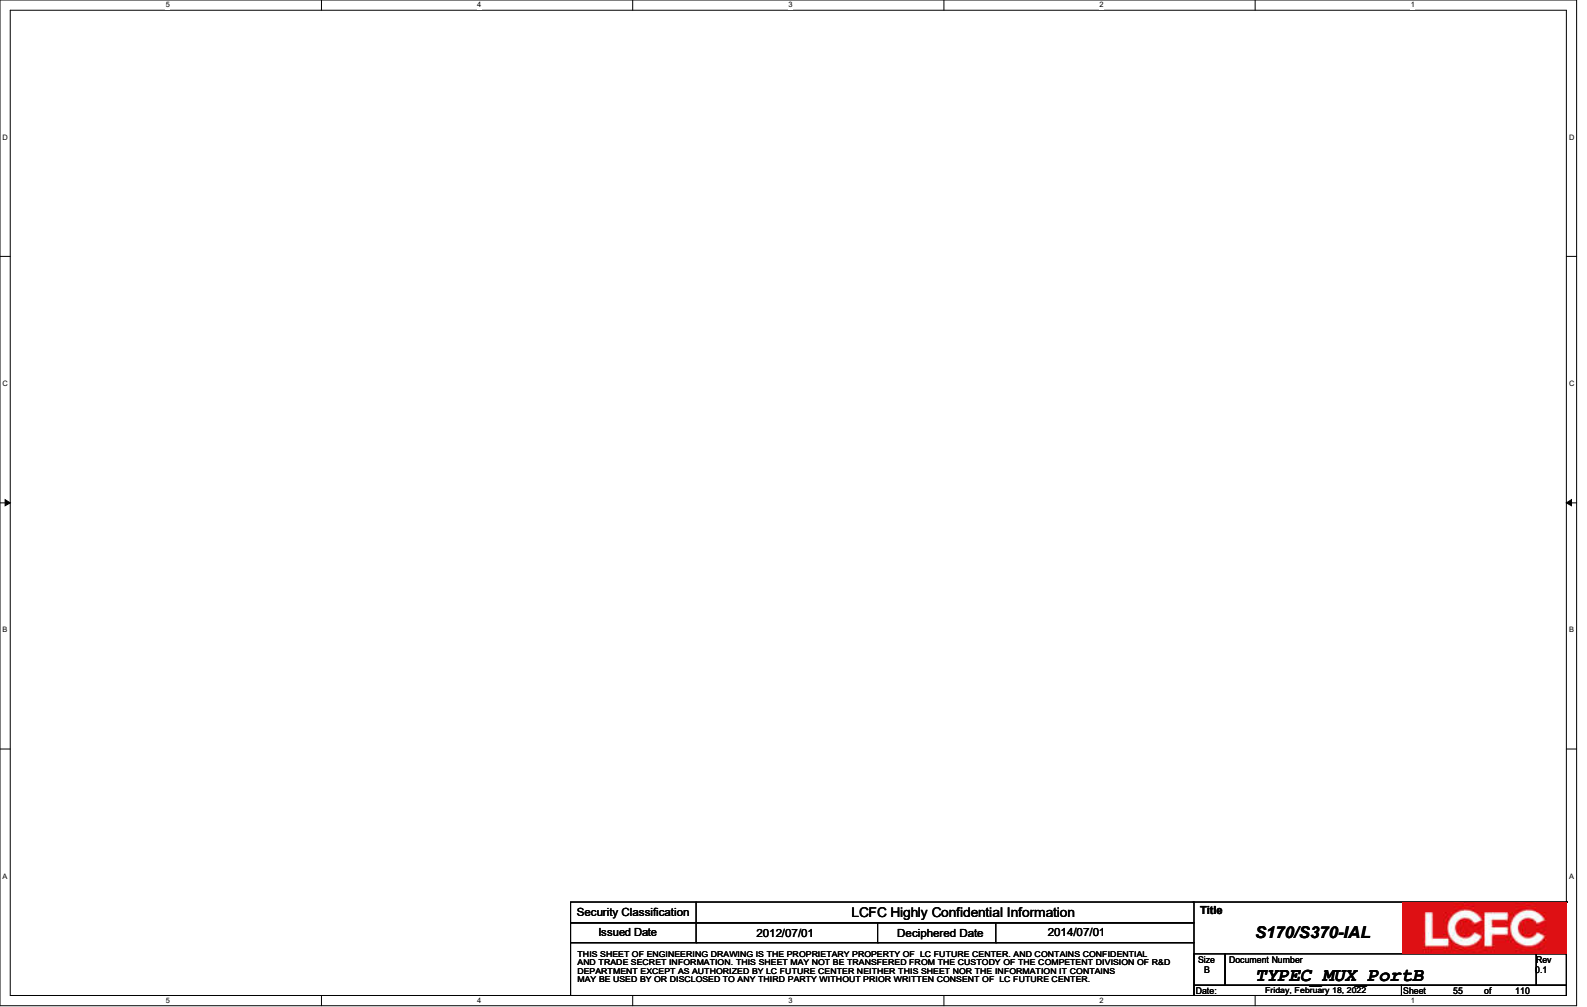 5 4 3 2 1
D D
C C
B B
A A
Security Classification LCFC Highly Confidential Information
Issued Date 2012/07/01 Deciphered Date 2014/07/01
THIS SHEET OF ENGINEERING DRAWING IS THE PROPRIETARY PROPERTY OF LC FUTURE CENTER. AND CONTAINS CONFIDENTIAL
AND TRADE SECRET INFORMATION. THIS SHEET MAY NOT BE TRANSFERED FROM THE CUSTODY OF THE COMPETENT DIVISION OF R&D
DEPARTMENT EXCEPT AS AUTHORIZED BY LC FUTURE CENTER NEITHER THIS SHEET NOR THE INFORMATION IT CONTAINS
MAY BE USED BY OR DISCLOSED TO ANY THIRD PARTY WITHOUT PRIOR WRITTEN CONSENT OF LC FUTURE CENTER.
Title
S170/S370-IAL
LCFC
Size Document Number Rev
B TYPEC_MUX_PortB 0.1
Date: Friday, February 18, 2022 Sheet 55 of 110
5 4 3 2 1